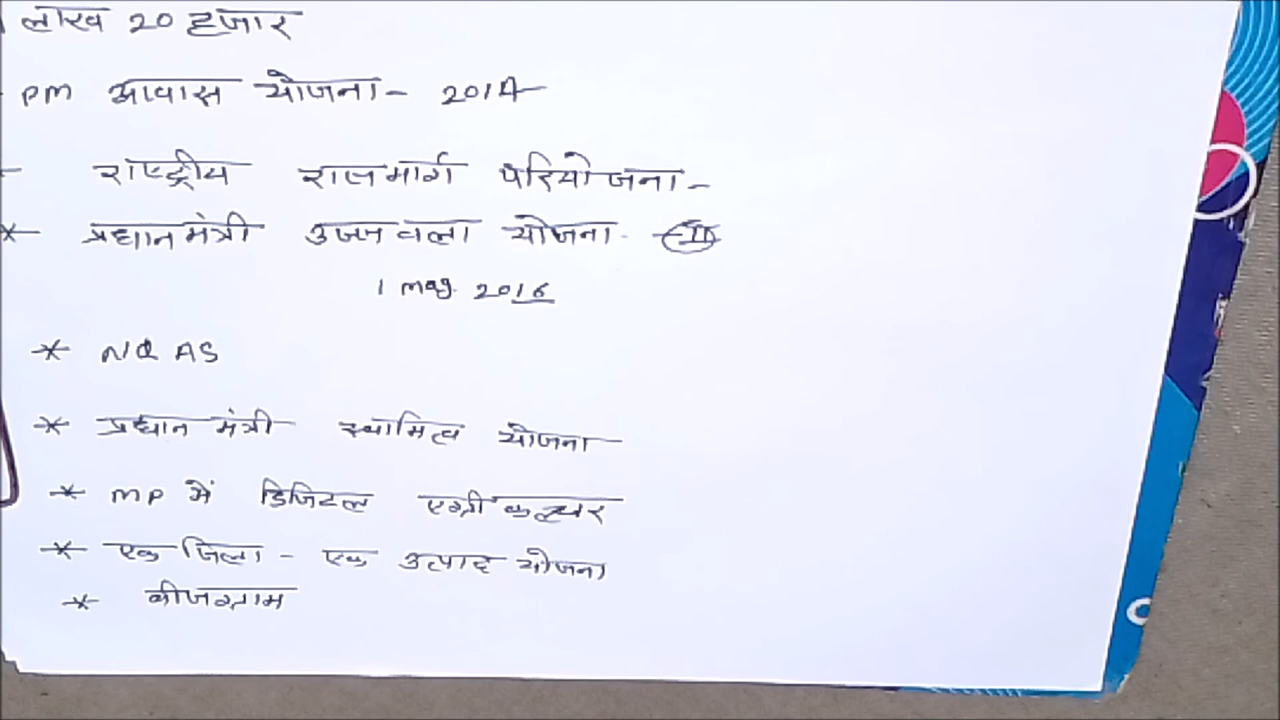 लाख 20 हजार
PM आवास योजना - 2014
राष्ट्रीय राजमार्ग परियोजना -
* प्रधानमंत्री उज्जवला योजना - II
1 may 2016
* NQAS
* प्रधान मंत्री स्वामित्व योजना
* MP में डिजिटल एग्रीकल्चर
* एक जिला - एक उत्पाद योजना
* बीजग्राम